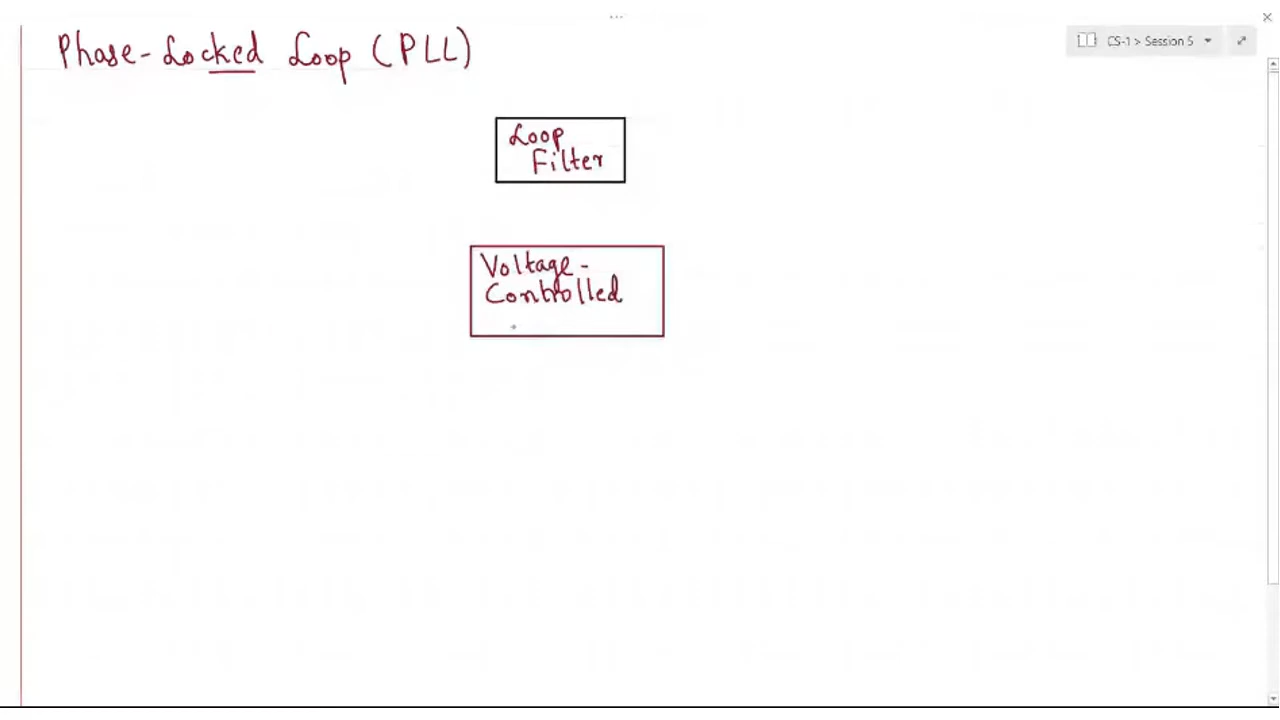 Phase-Locked Loop (PLL)
CS-1 > Session 5
Loop
Filter
Voltage-
Controlled